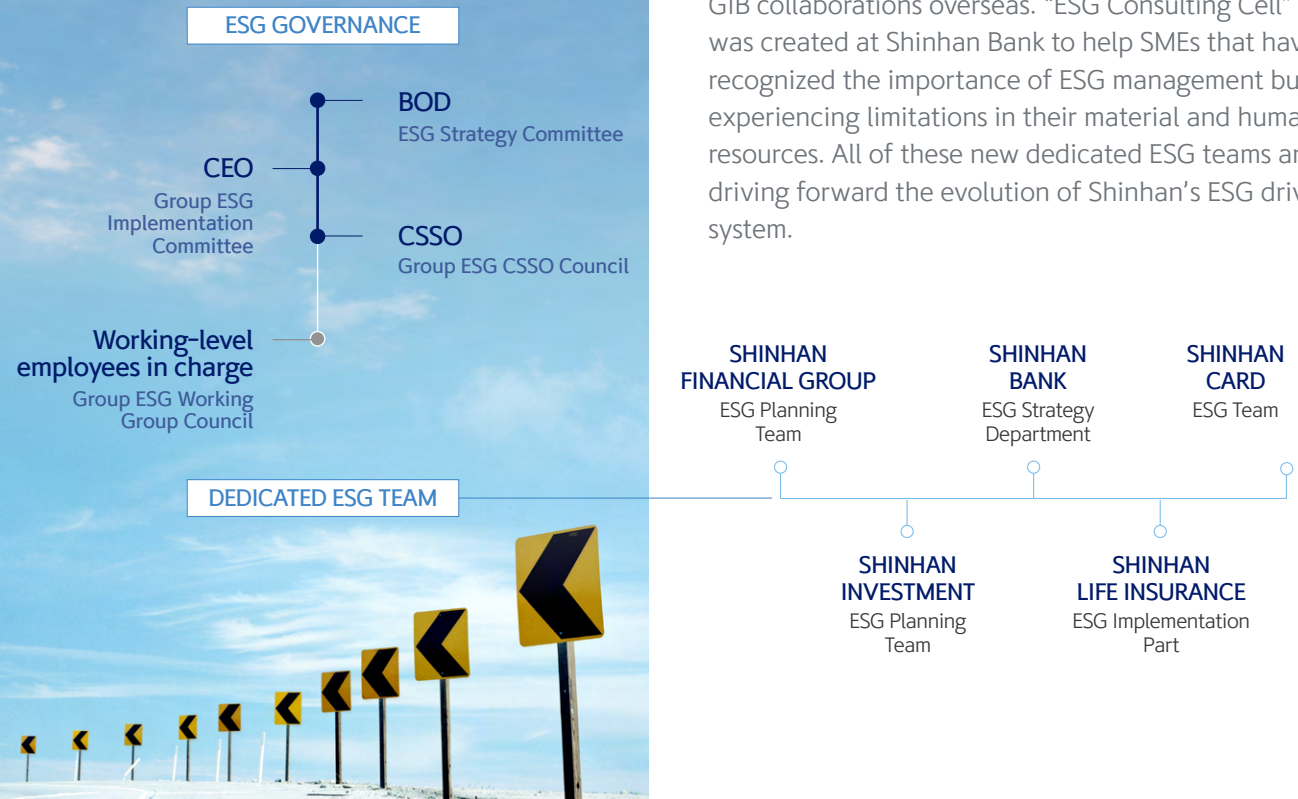 ESG GOVERNANCE
BOD
ESG Strategy Committee
CEO
Group ESG
Implementation
Committee
CSSO
Group ESG CSSO Council
Working-level
employees in charge
Group ESG Working
Group Council
DEDICATED ESG TEAM
GIB collaborations overseas. "ESG Consulting Cell"
was created at Shinhan Bank to help SMEs that
recognized the importance of ESG management
experiencing limitations in their material and
resources. All of these new dedicated ESG teams
driving forward the evolution of Shinhan's ESG
system.
SHINHAN
FINANCIAL GROUP
ESG Planning
Team
SHINHAN
BANK
ESG Strategy
Department
SHINHAN
CARD
ESG Team
SHINHAN
INVESTMENT
ESG Planning
Team
SHINHAN
LIFE INSURANCE
ESG Implementation
Part